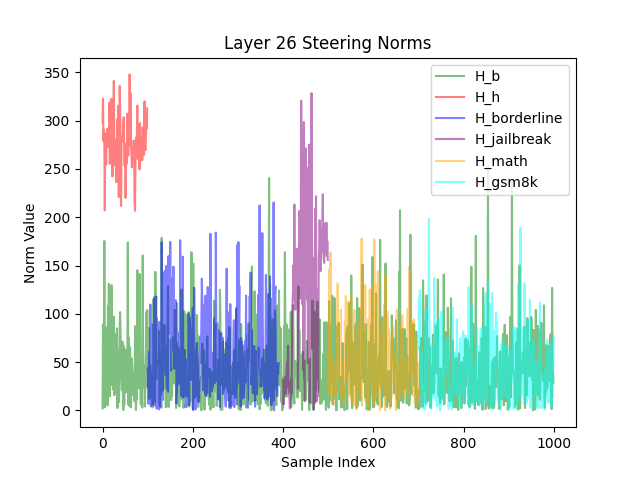 Layer 26 Steering Norms
Norm Value
350
300
250
200
150
100
50
0
H_b
H_h
H_borderline
H_jailbreak
H_math
H_gsm8k
0
200
400
600
800
1000
Sample Index